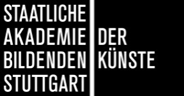 STAATLICHE
AKADEMIE DER
BILDENDEN KÜNSTE
STUTTGART